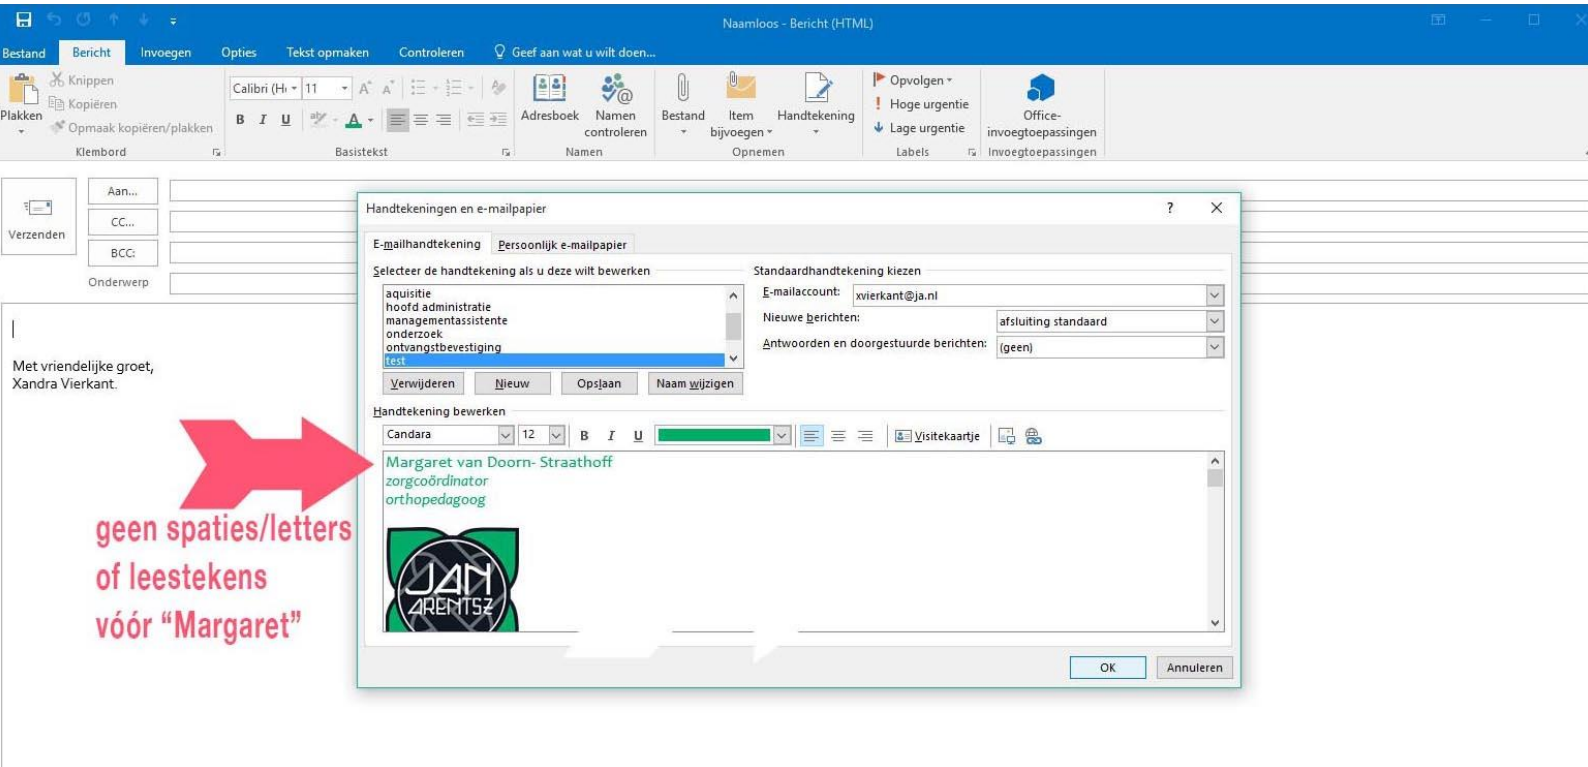 Naamloos - Bericht (HTML)
Bestand Bericht Invoegen Opties Tekst opmaken Controleren Geef aan wat u wilt doen...
Plakken
Knippen
Kopiëren
Opmaak kopiëren/plakken
Klembord
Calibri (H 11
B I U
Basistekst
Adresboek
Namen controleren
Namen
Bestand
Item bijvoegen
Handtekening
Opnemen
Opvolgen
Hoge urgentie
Lage urgentie
Labels
Office-
invoegtoepassingen
Invoegtoepassingen
Verzenden
Aan...
CC...
BCC:
Onderwerp
Met vriendelijke groet,
Xandra Vierkant.
geen spaties/letters
of leestekens
vóór “Margaret”
Handtekeningen en e-mailpapier ? X
E-mailhandtekening Persoonlijk e-mailpapier
Selecteer de handtekening als u deze wilt bewerken
aquisitie
hoofd administratie
managementassistente
onderzoek
ontvangstbevestiging
test
Verwijderen Nieuw Opslaan Naam wijzigen
Standaardhandtekening kiezen
E-mailaccount: xvierkant@ja.nl
Nieuwe berichten: afsluiting standaard
Antwoorden en doorgestuurde berichten: (geen)
Handtekening bewerken
Candara 12 B I U Visitekaartje
Margaret van Doorn- Straathoff
zorgcoördinator
orthopedagoog
JAN
ARENTSZ
OK Annuleren